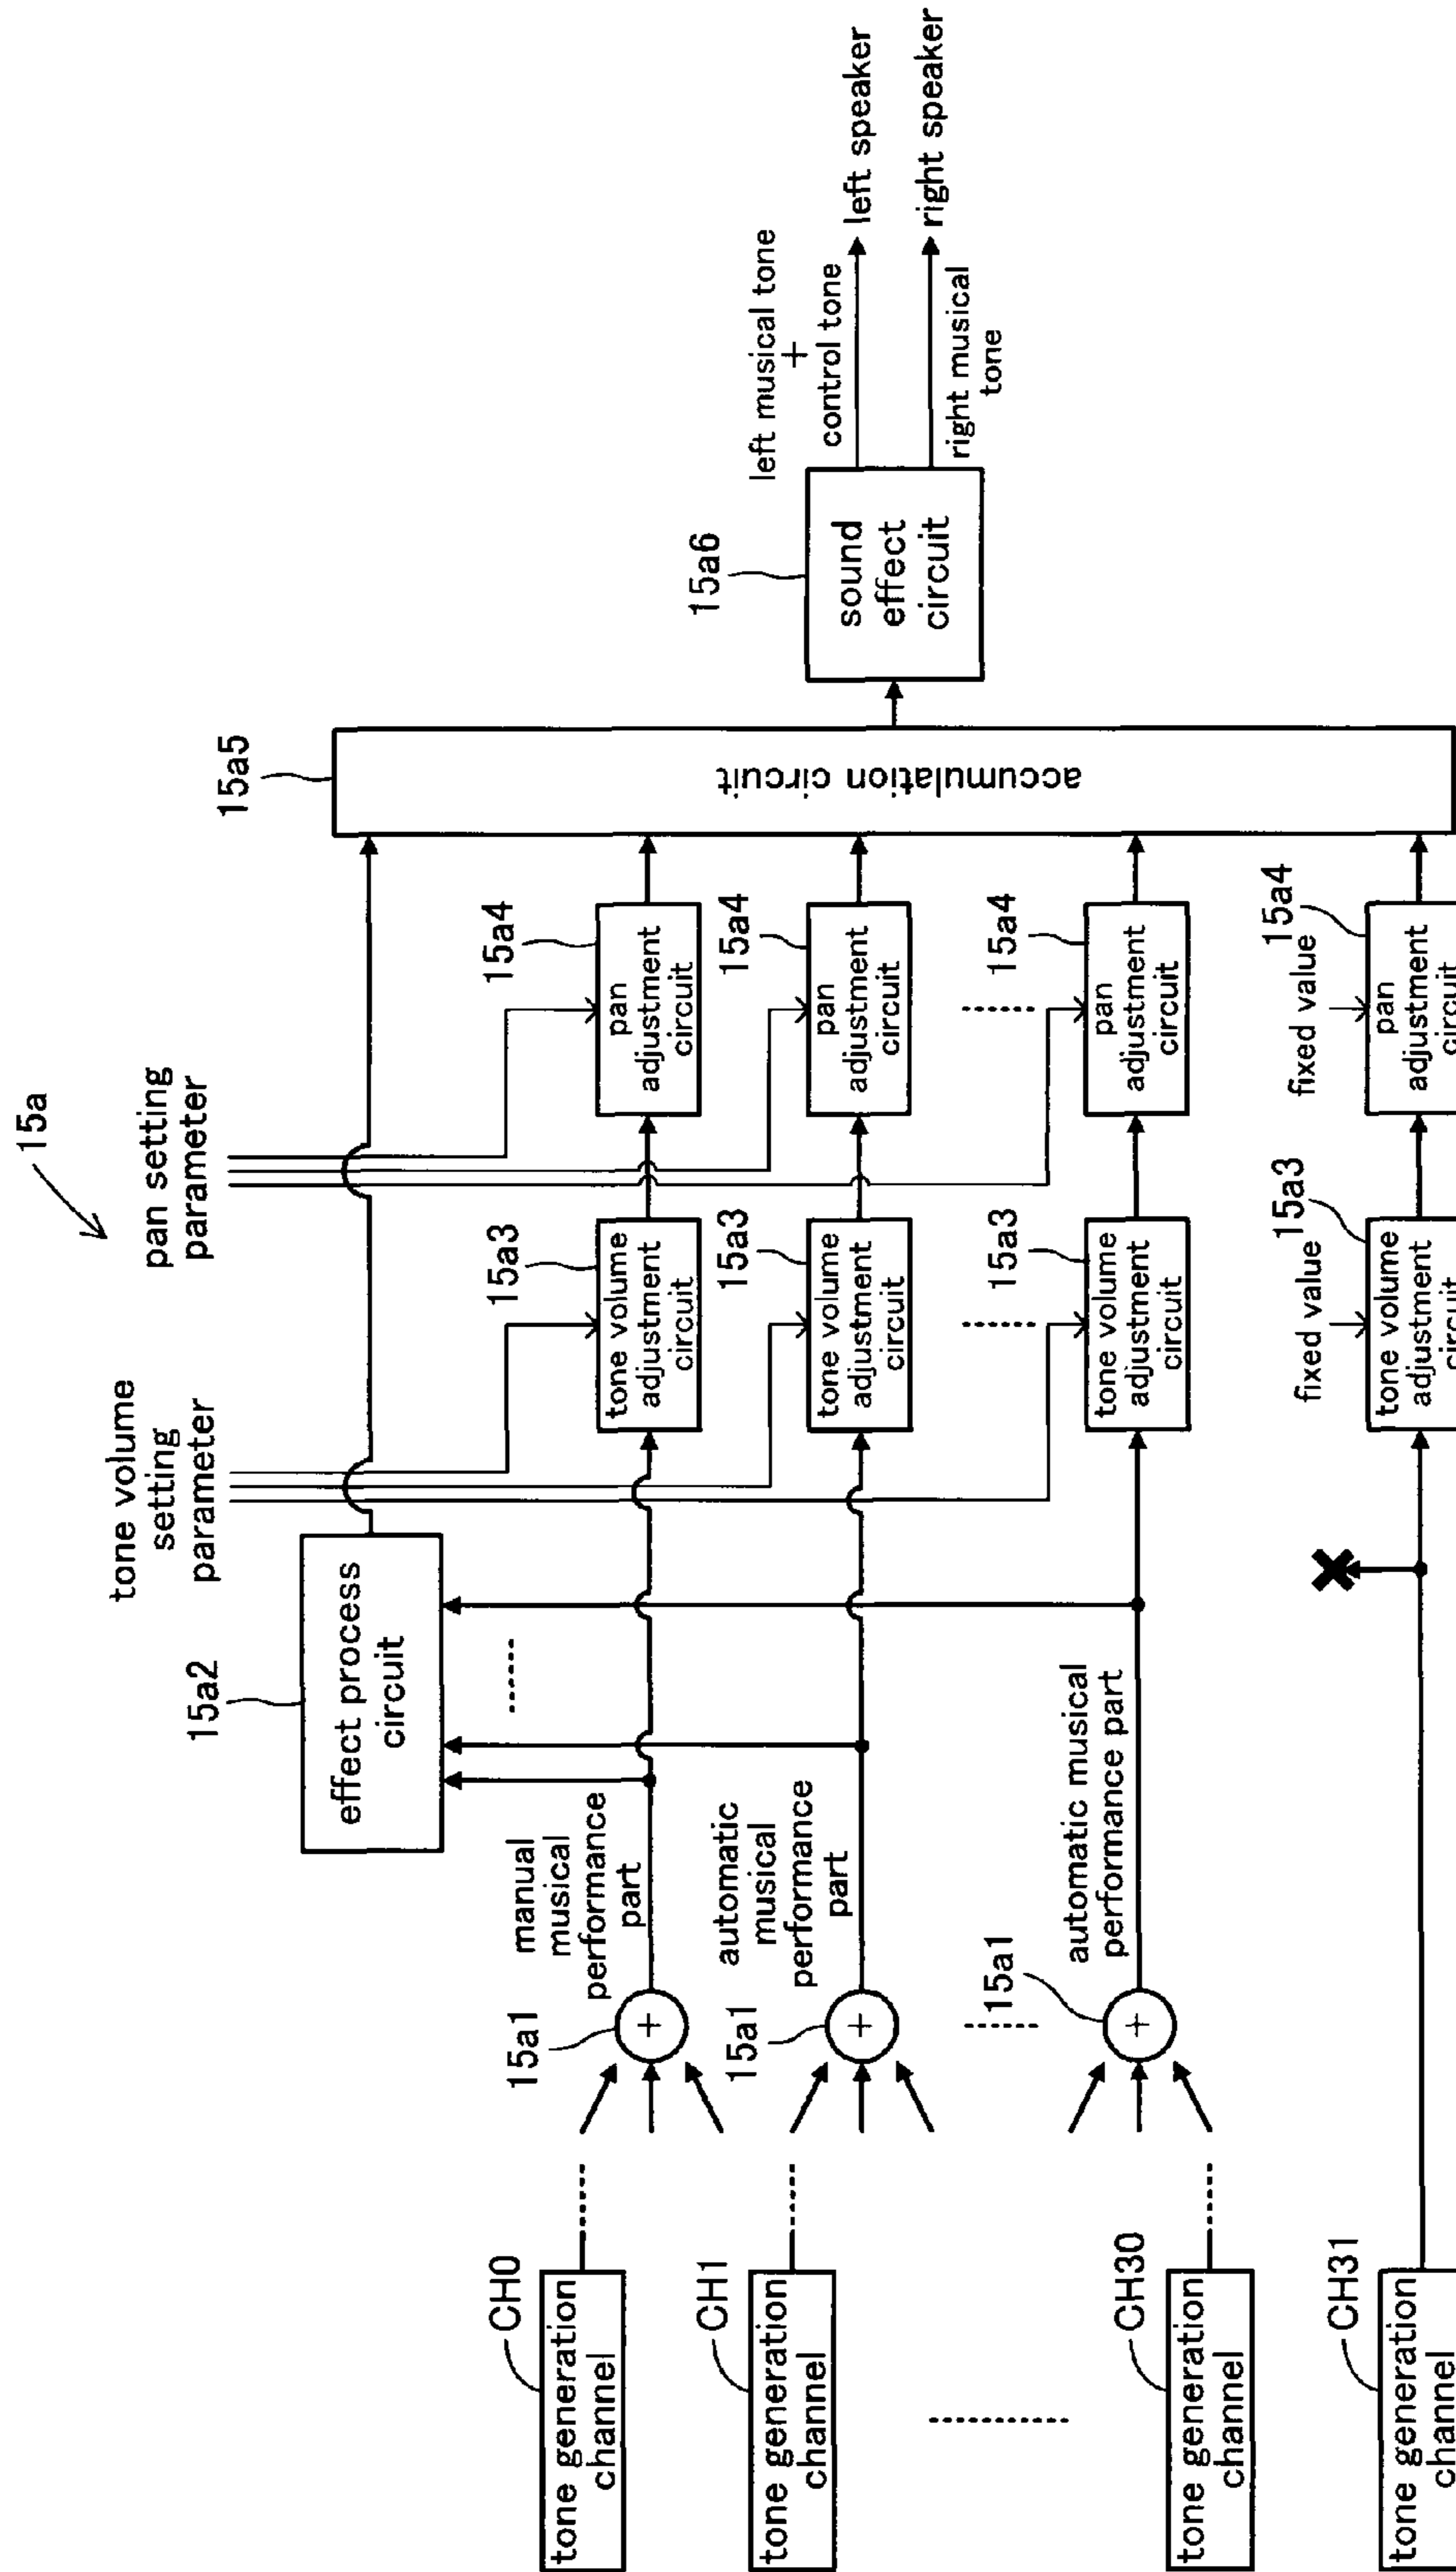 15a
tone volume
setting
parameter
pan setting
parameter
15a2
effect process
circuit
15a5
accumulation circuit
15a6
sound
effect
circuit
left musical tone
+
control tone
left speaker
right musical
tone
right speaker
CH0
tone generation
channel
15a1
+
manual
musical
performance
part
15a3
tone volume
adjustment
circuit
15a4
pan
adjustment
circuit
CH1
tone generation
channel
15a1
+
automatic
musical
performance
part
15a3
tone volume
adjustment
circuit
15a4
pan
adjustment
circuit
CH30
tone generation
channel
15a1
+
automatic musical
performance part
15a3
tone volume
adjustment
circuit
15a4
pan
adjustment
circuit
CH31
tone generation
channel
fixed value
15a3
tone volume
adjustment
circuit
fixed value
15a4
pan
adjustment
circuit